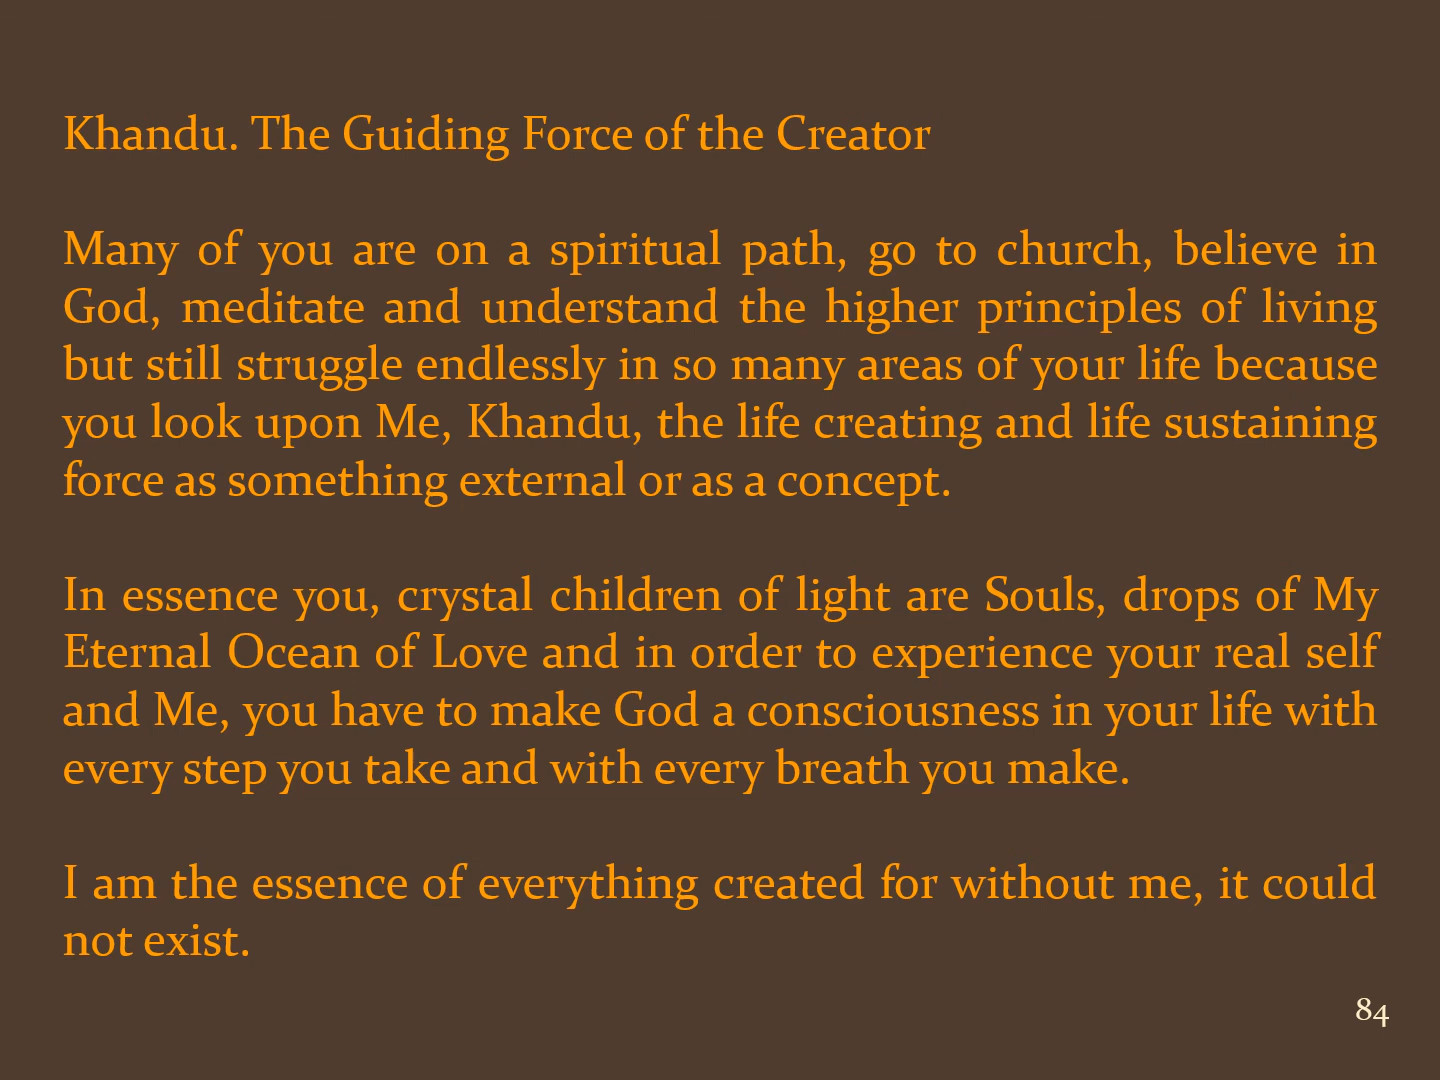 Khandu. The Guiding Force of the Creator
Many of you are on a spiritual path, go to church, believe in
God, meditate and understand the higher principles of living
but still struggle endlessly in so many areas of your life because
you look upon Me, Khandu, the life creating and life sustaining
force as something external or as a concept.
In essence you, crystal children of light are Souls, drops of My
Eternal Ocean of Love and in order to experience your real self
and Me, you have to make God a consciousness in your life with
every step you take and with every breath you make.
I am the essence of everything created for without me, it could
not exist.
84